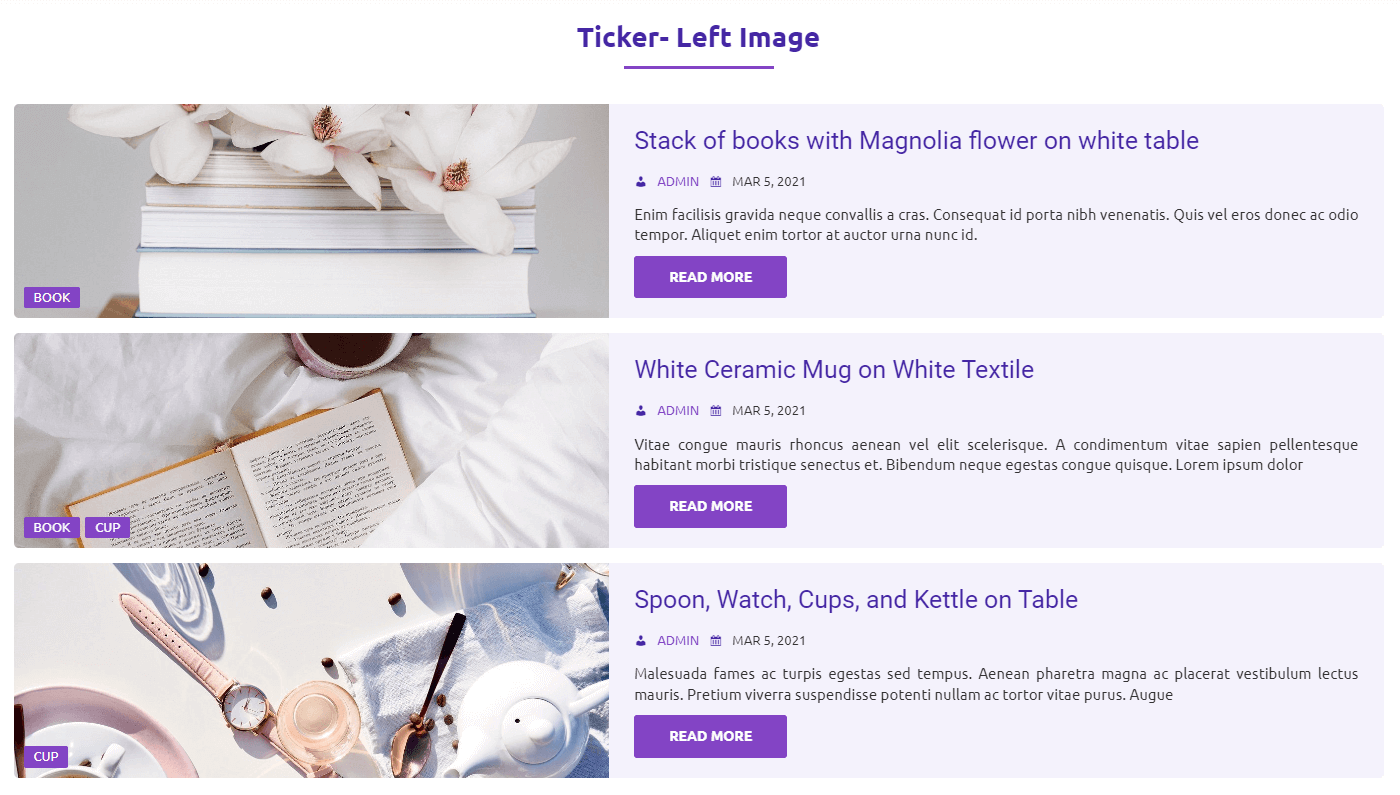 Ticker- Left Image
Stack of books with Magnolia flower on white table
ADMIN MAR 5, 2021
Enim facilisis gravida neque convallis a cras. Consequat id porta nibh venenatis. Quis vel eros donec ac odio
tempor. Aliquet enim tortor at auctor urna nunc id.
READ MORE
BOOK
White Ceramic Mug on White Textile
ADMIN MAR 5, 2021
Vitae congue mauris rhoncus aenean vel elit scelerisque. A condimentum vitae sapien pellentesque
habitant morbi tristique senectus et. Bibendum neque egestas congue quisque. Lorem ipsum dolor
READ MORE
BOOK CUP
Spoon, Watch, Cups, and Kettle on Table
ADMIN MAR 5, 2021
Malesuada fames ac turpis egestas sed tempus. Aenean pharetra magna ac placerat vestibulum lectus
mauris. Pretium viverra suspendisse potenti nullam ac tortor vitae purus. Augue
READ MORE
CUP